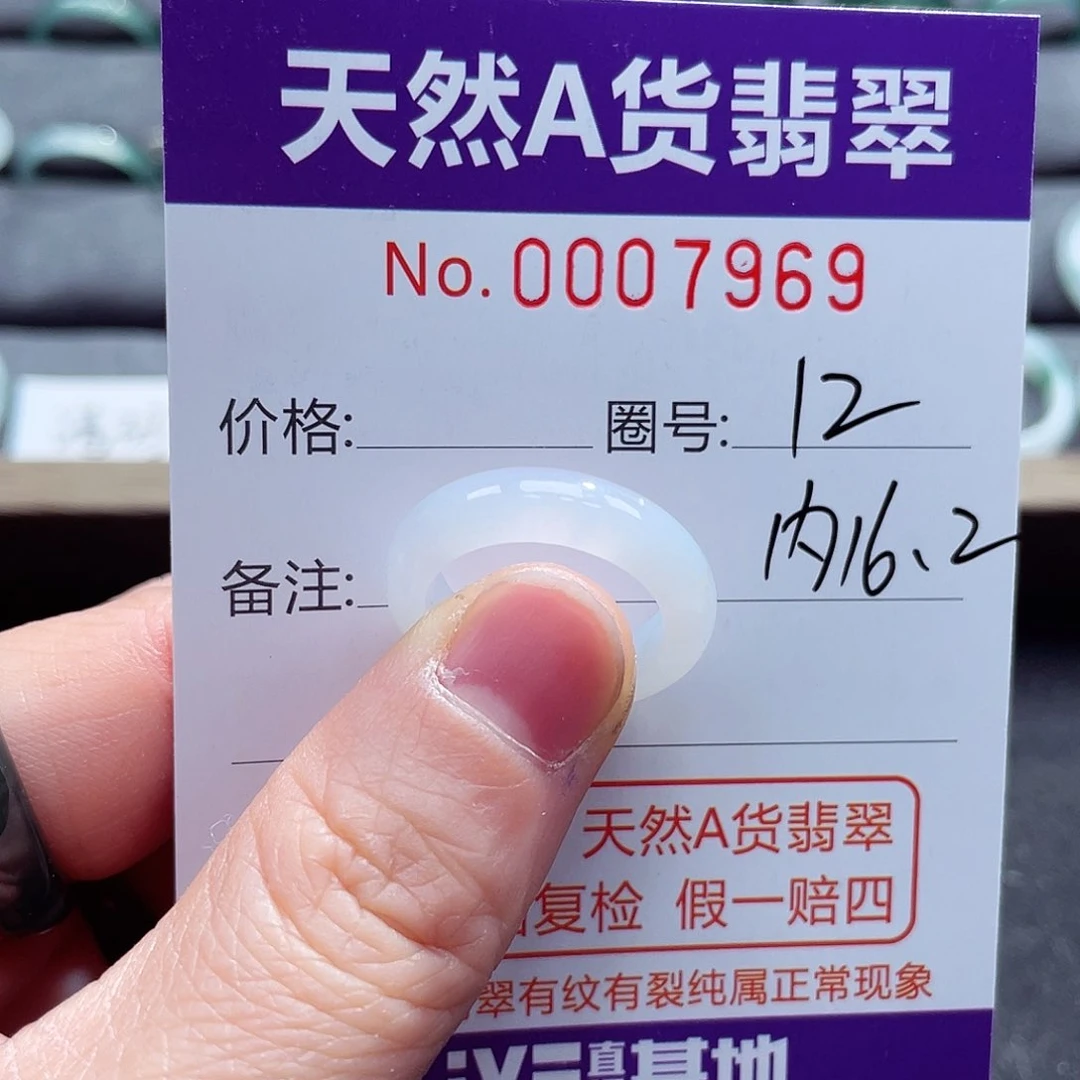 天然A货翡翠
No. 0007969
价格: 圈号: 12
内16、2
备注:
天然A货翡翠
复检 假一赔四
翠有纹有裂纯属正常现象
基地